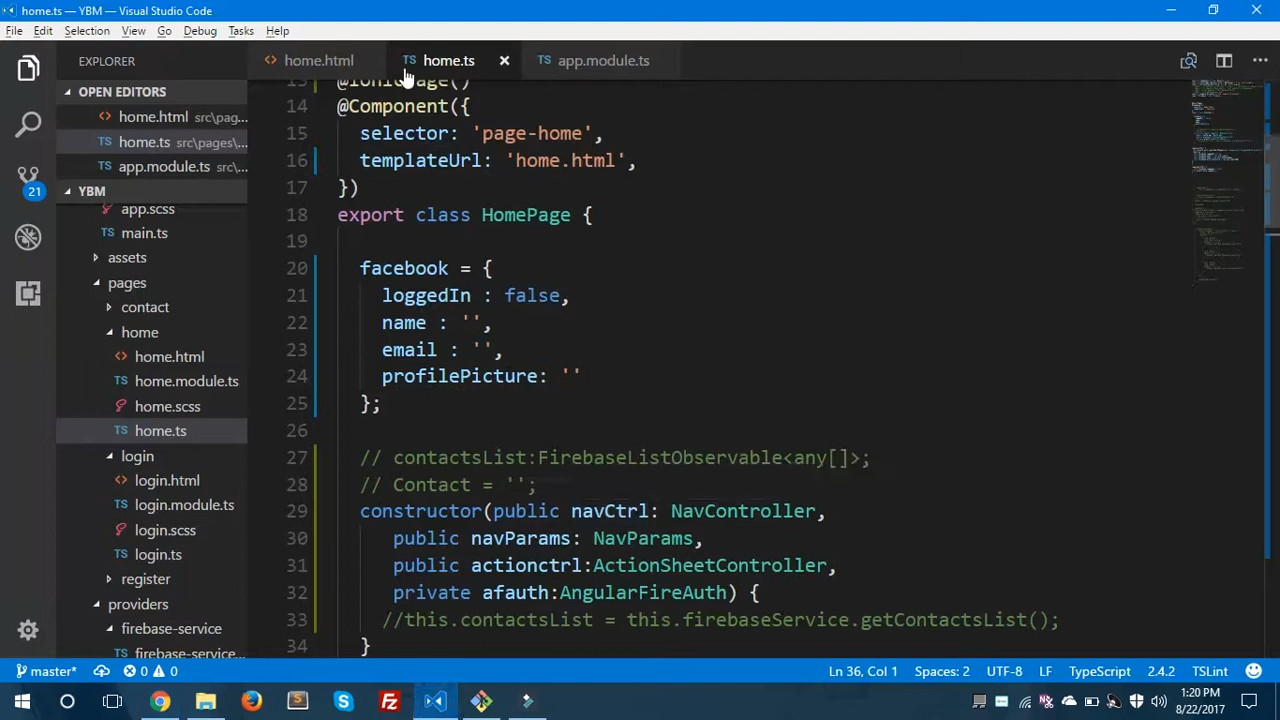 home.ts — YBM — Visual Studio Code
File Edit Selection View Go Debug Tasks Help
EXPLORER
OPEN EDITORS
home.html src\pag...
home.ts src\pages\...
app.module.ts src\...
YBM
app.scss
main.ts
assets
pages
contact
home
home.html
home.module.ts
home.scss
home.ts
login
login.html
login.module.ts
login.scss
login.ts
register
providers
firebase-service
firebase-service...
21
home.html
TS home.ts
TS app.module.ts
13 @IonicPage()
14 @Component({
15 selector: 'page-home',
16 templateUrl: 'home.html',
17 })
18 export class HomePage {
19
20 facebook = {
21 loggedIn : false,
22 name : '',
23 email : '',
24 profilePicture: ''
25 };
26
27 // contactsList:FirebaseListObservable<any[]>;
28 // Contact = '';
29 constructor(public navCtrl: NavController,
30 public navParams: NavParams,
31 public actionctrl:ActionSheetController,
32 private afauth:AngularFireAuth) {
33 //this.contactsList = this.firebaseService.getContactsList();
34 }
master* 0 0 Ln 36, Col 1 Spaces: 2 UTF-8 LF TypeScript 2.4.2 TSLint
1:20 PM
8/22/2017